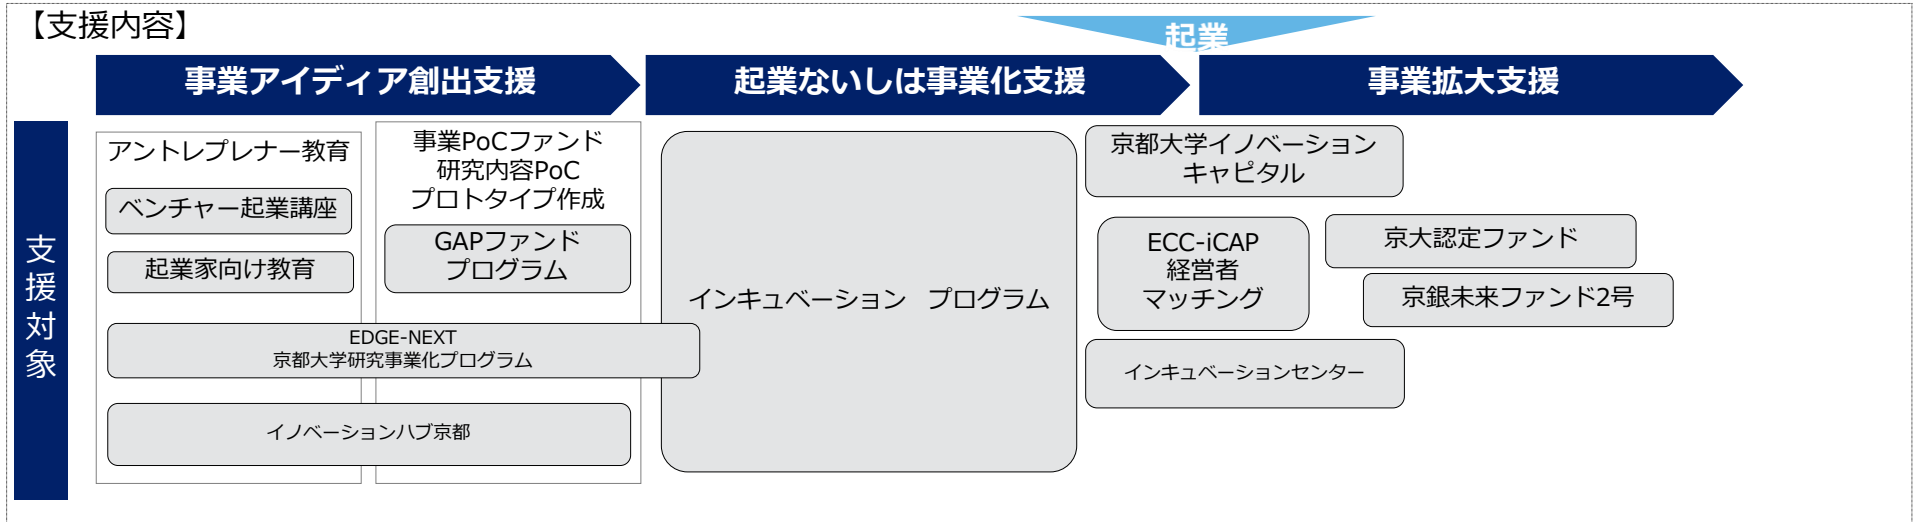 【支援内容】
起業
事業アイディア創出支援
起業ないしは事業化支援
事業拡大支援
支援対象
アントレプレナー教育
ベンチャー起業講座
起業家向け教育
事業PoCファンド
研究内容PoC
プロトタイプ作成
GAPファンド
プログラム
EDGE-NEXT
京都大学研究事業化プログラム
イノベーションハブ京都
インキュベーション プログラム
京都大学イノベーション
キャピタル
ECC-iCAP
経営者
マッチング
京大認定ファンド
京銀未来ファンド2号
インキュベーションセンター